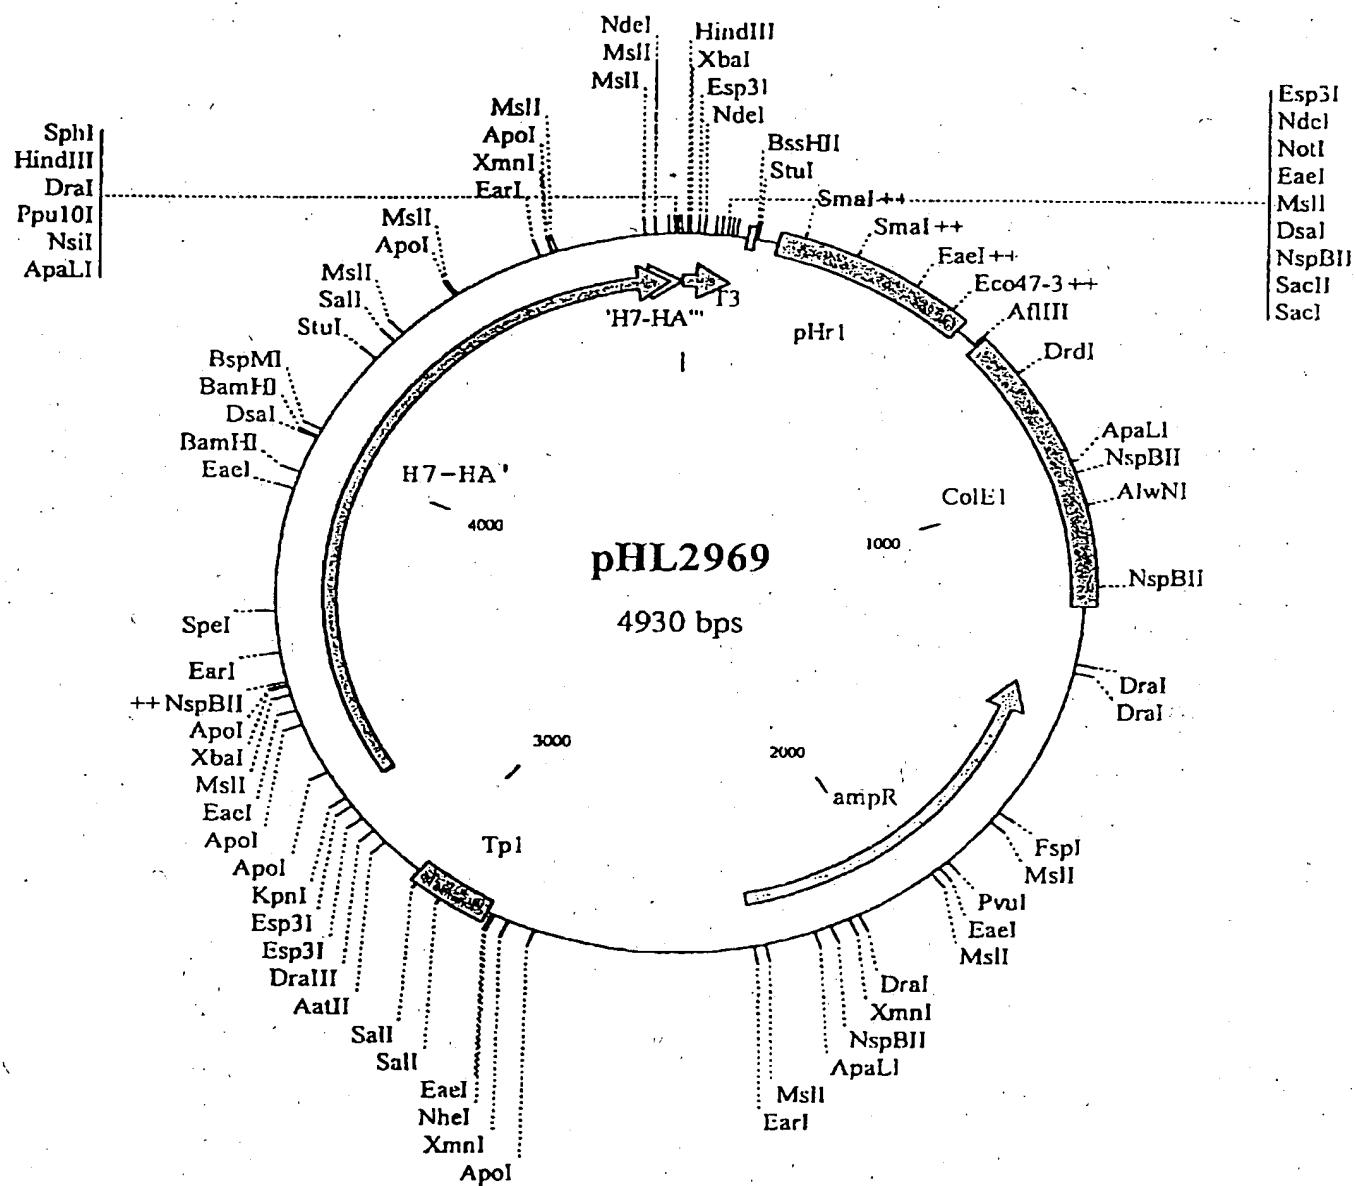 NdeI
MslI
MslI
HindIII
XbaI
Esp3I
NdeI
MslI
ApoI
XmnI
EarI
SphI
HindIII
DraI
Ppu10I
NsiI
ApaLI
BssHII
StuI
Esp3I
NdeI
NotI
EaeI
MslI
DsaI
NspBII
SacII
SacI
SmaI ++
SmaI ++
EaeI ++
Eco47-3 ++
AflIII
DrdI
MslI
ApoI
MslI
SalI
StuI
BspMI
BamHI
DsaI
BamHI
EaeI
'H7-HA'''
T3
pHr1
ApaLI
NspBII
AlwNI
NspBII
H7-HA'
4000
ColE1
1000
pHL2969
4930 bps
SpeI
EarI
++ NspBII
ApoI
XbaI
MslI
EaeI
ApoI
ApoI
KpnI
Esp3I
Esp3I
DraIII
AatII
SalI
SalI
EaeI
NheI
XmnI
ApoI
DraI
DraI
3000
2000
ampR
Tp1
FspI
MslI
PvuI
EaeI
MslI
DraI
XmnI
NspBII
ApaLI
MslI
EarI